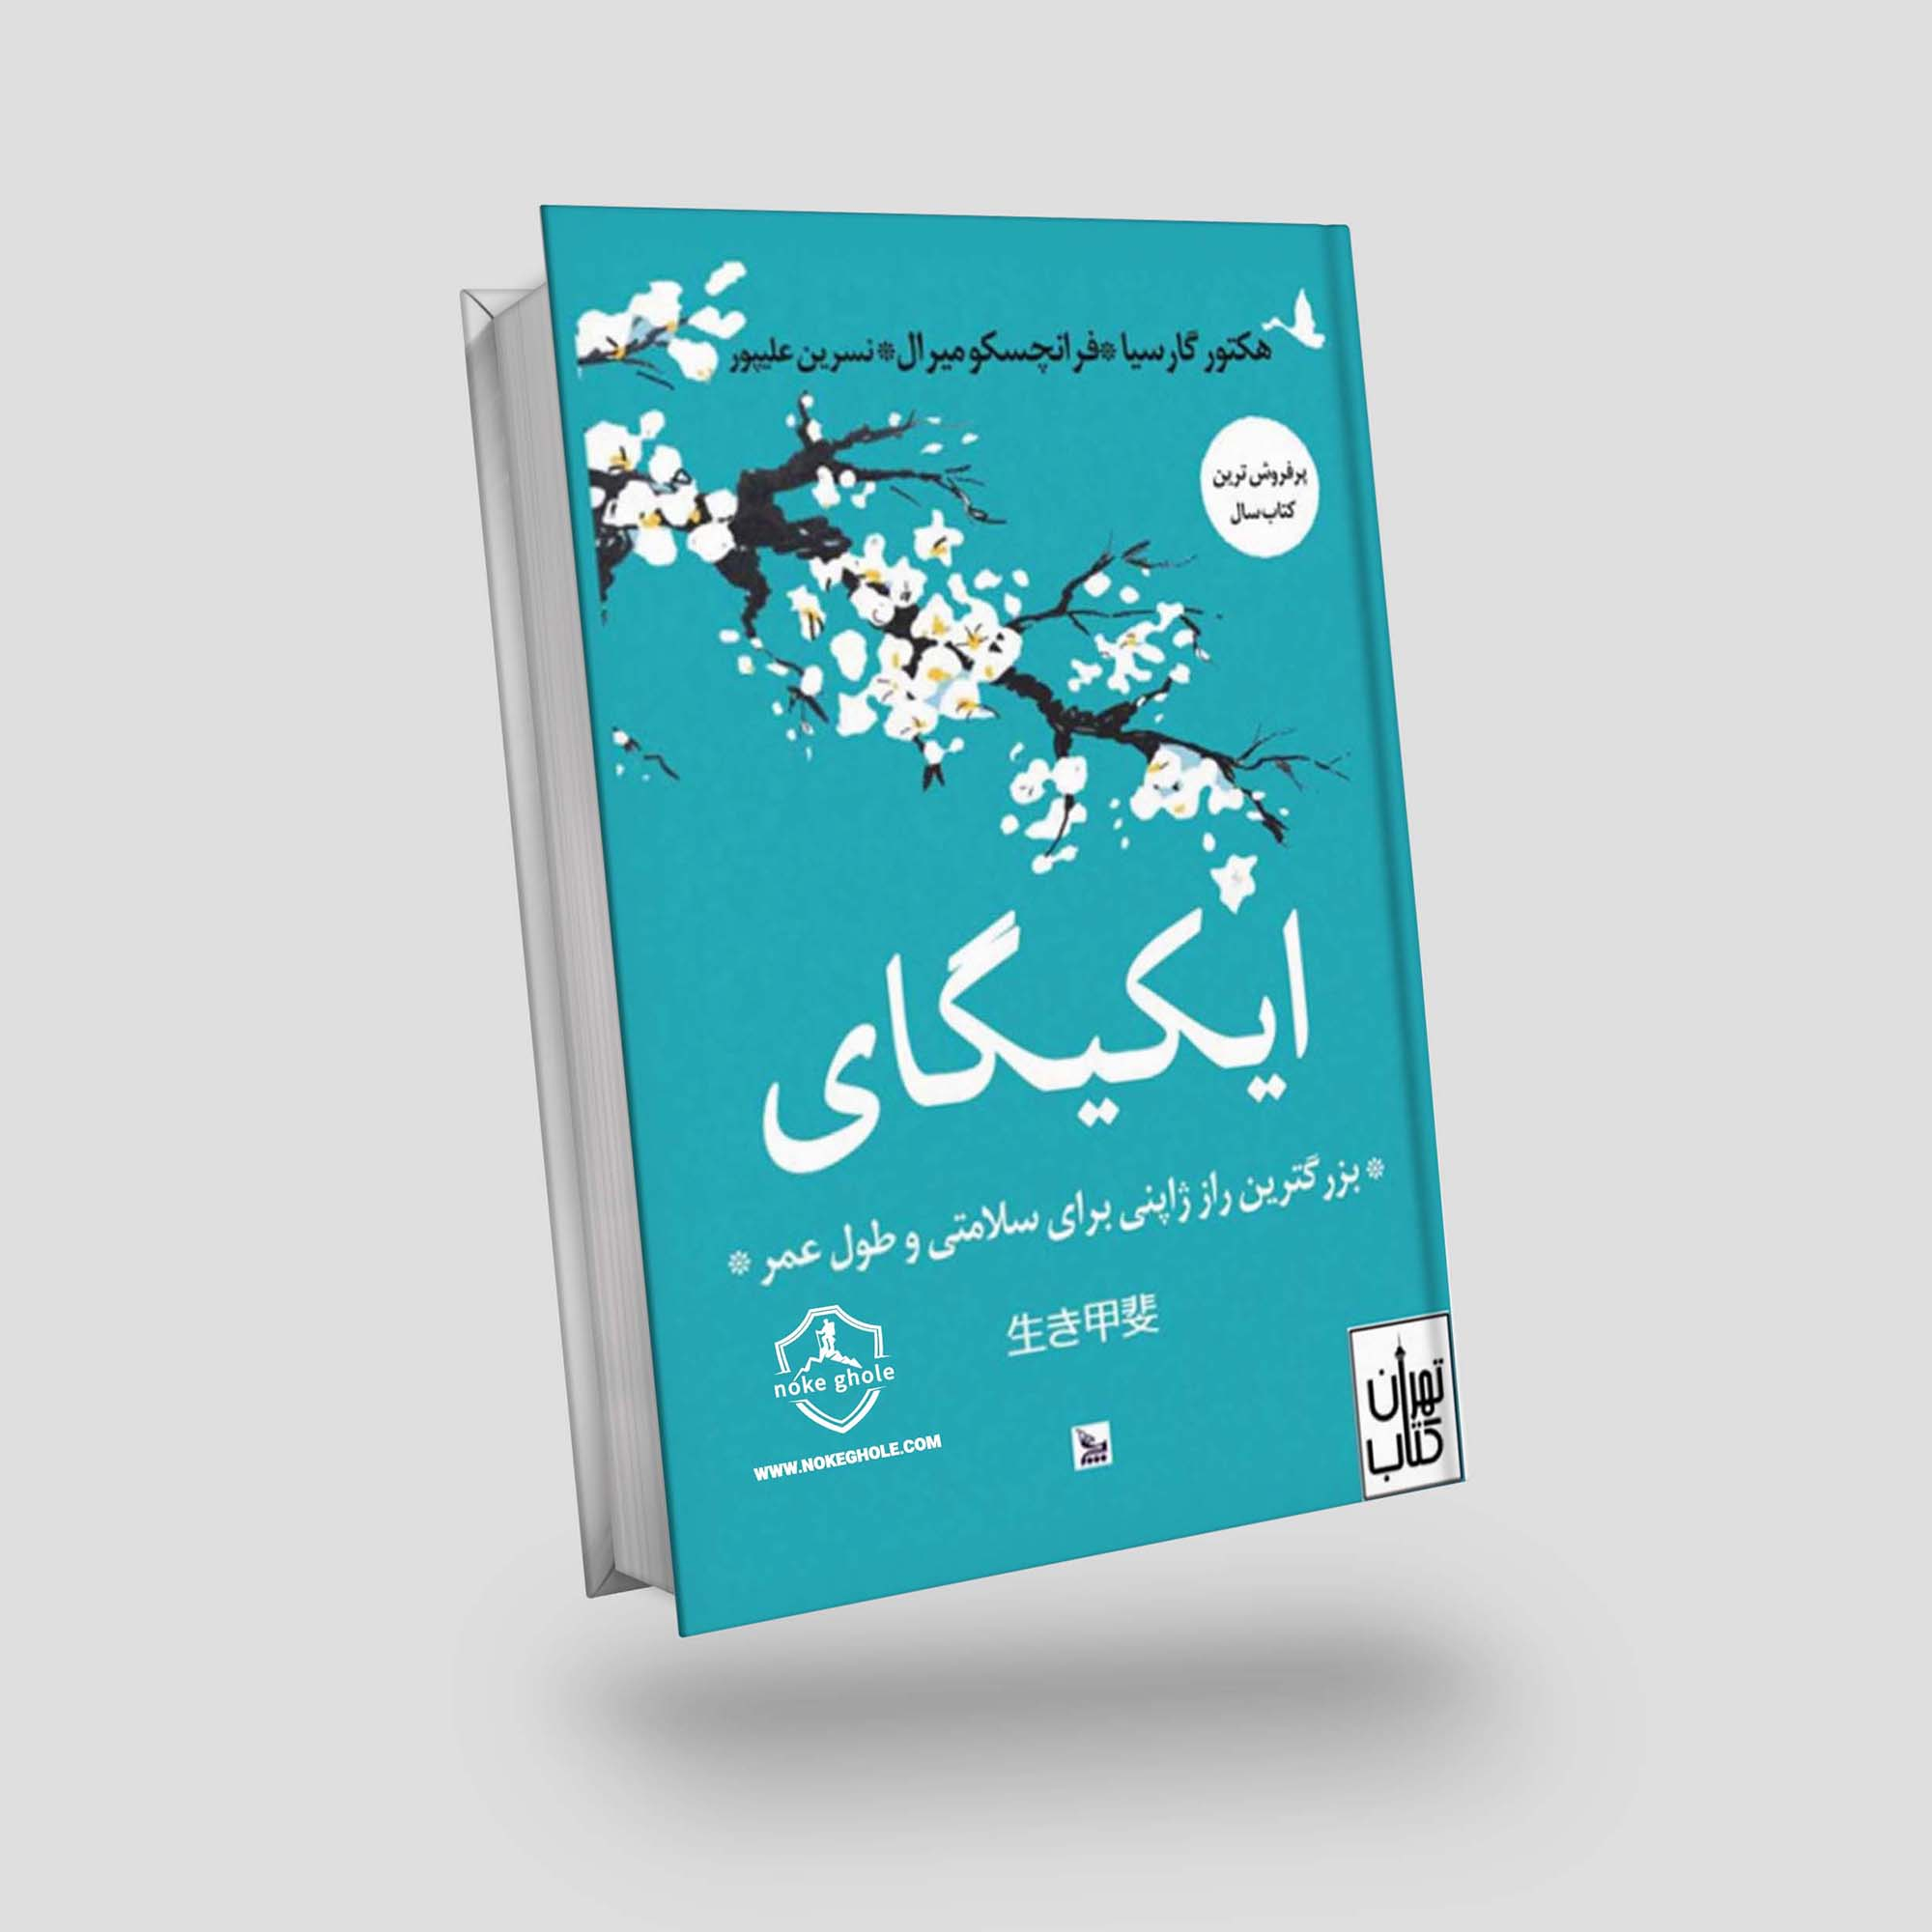 هکتور گارسیا * فرانچسکو میرال * نسرین علیپور
پرفروش ترین
کتاب سال
ایکیگای
* بزرگترین راز ژاپنی برای سلامتی و طول عمر *
生き甲斐
noke ghole
WWW.NOKEGHOLE.COM
تهران
کتاب